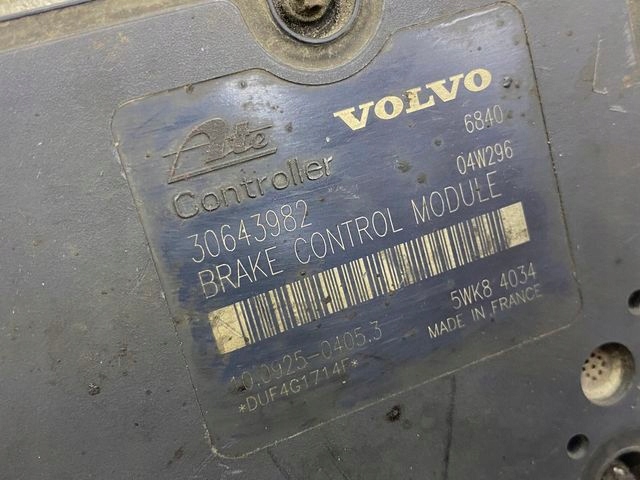 Ate
VOLVO
Controller
6840
30643982
04W296
BRAKE CONTROL MODULE
10.0925-0405.3
5WK8 4034
*DUF4G1714F*
MADE IN FRANCE